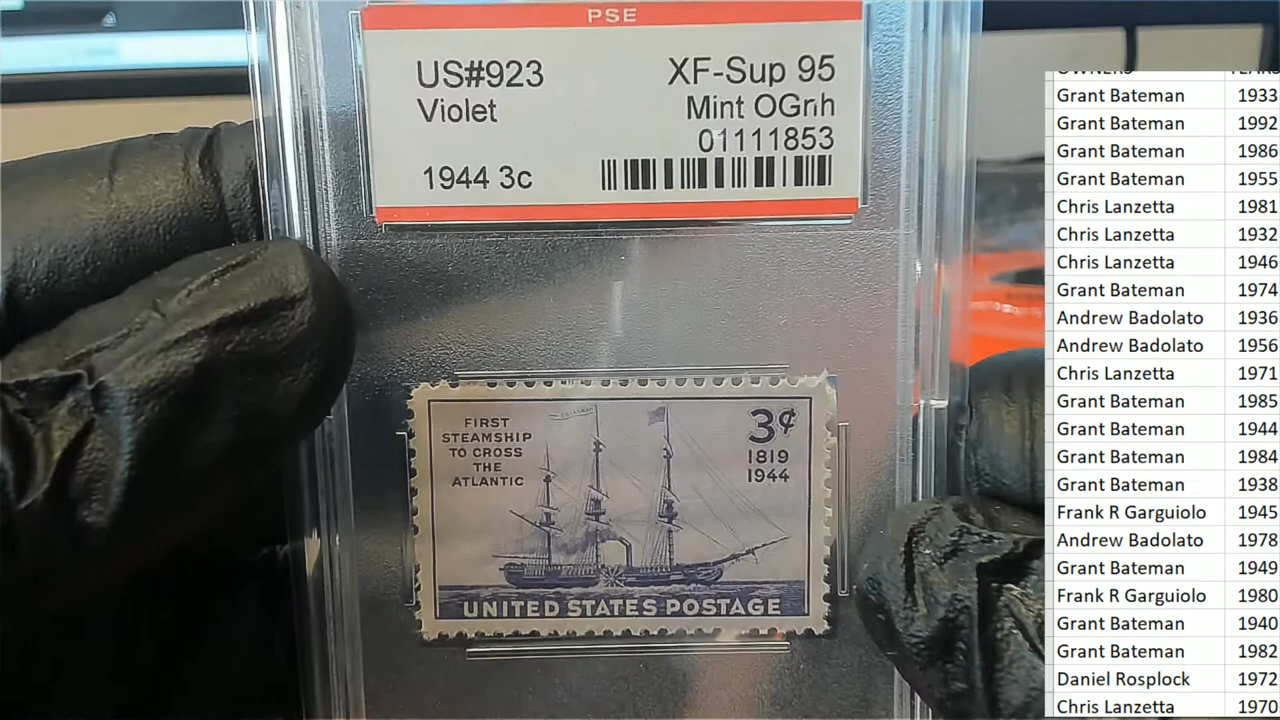 PSE
US#923 XF-Sup 95
Violet Mint OGnh
01111853
1944 3c
FIRST
STEAMSHIP
TO CROSS
THE
ATLANTIC
3¢
1819
1944
UNITED STATES POSTAGE
OWNERS YEARS
Grant Bateman 1933
Grant Bateman 1992
Grant Bateman 1986
Grant Bateman 1955
Chris Lanzetta 1981
Chris Lanzetta 1932
Chris Lanzetta 1946
Grant Bateman 1974
Andrew Badolato 1936
Andrew Badolato 1956
Chris Lanzetta 1971
Grant Bateman 1985
Grant Bateman 1944
Grant Bateman 1984
Grant Bateman 1938
Frank R Garguiolo 1945
Andrew Badolato 1978
Grant Bateman 1949
Frank R Garguiolo 1980
Grant Bateman 1940
Grant Bateman 1982
Daniel Rosplock 1972
Chris Lanzetta 1970